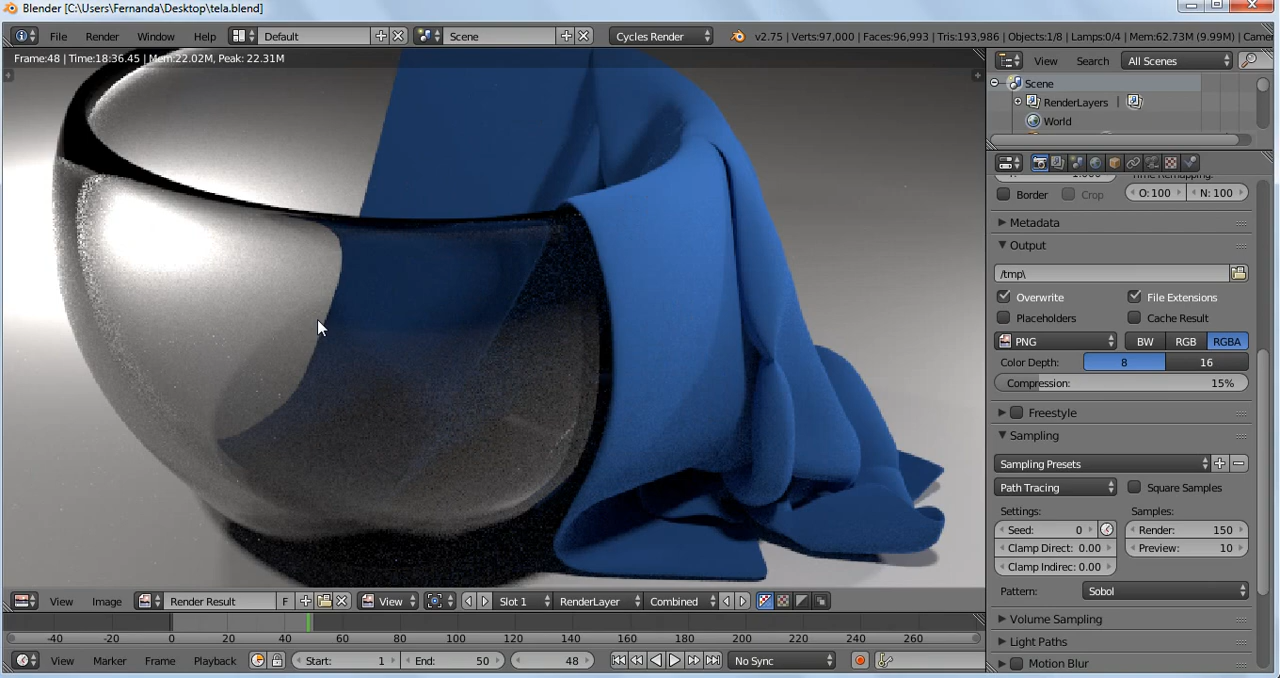 Blender [C:\Users\Fernanda\Desktop\tela.blend]
File Render Window Help Default Scene Cycles Render v2.75 | Verts:97,000 | Faces:96,993 | Tris:193,986 | Objects:1/8 | Lamps:0/4 | Mem:62.73M (9.99M) | Camer
Frame:48 | Time:18:36.45 | Mem:22.02M, Peak: 22.31M
View Search All Scenes
Scene
RenderLayers |
World
1.000 Time Remapping:
Border Crop O: 100 N: 100
Metadata
Output
/tmp\
Overwrite File Extensions
Placeholders Cache Result
PNG BW RGB RGBA
Color Depth: 8 16
Compression: 15%
Freestyle
Sampling
Sampling Presets
Path Tracing Square Samples
Settings: Samples:
Seed: 0 Render: 150
Clamp Direct: 0.00 Preview: 10
Clamp Indirec: 0.00
Pattern: Sobol
Volume Sampling
Light Paths
Motion Blur
View Image Render Result F View Slot 1 RenderLayer Combined
-40 -20 0 20 40 60 80 100 120 140 160 180 200 220 240 260
View Marker Frame Playback Start: 1 End: 50 48 No Sync